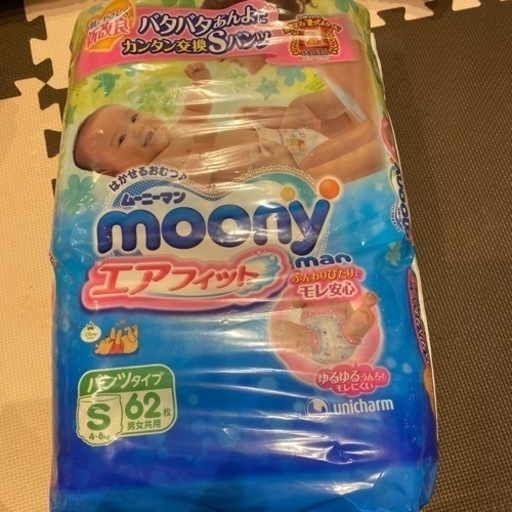 新改良!
バタバタあんよに
カンタン交換Sパンツ
はかせるおむつ♪
ムーニーマン
moony
man
エアフィット
ふんわりぴたりと
モレ安心
Disney
パンツタイプ
S
62枚
男女共用
ゆるゆるうんちも
モレにくい
unicharm